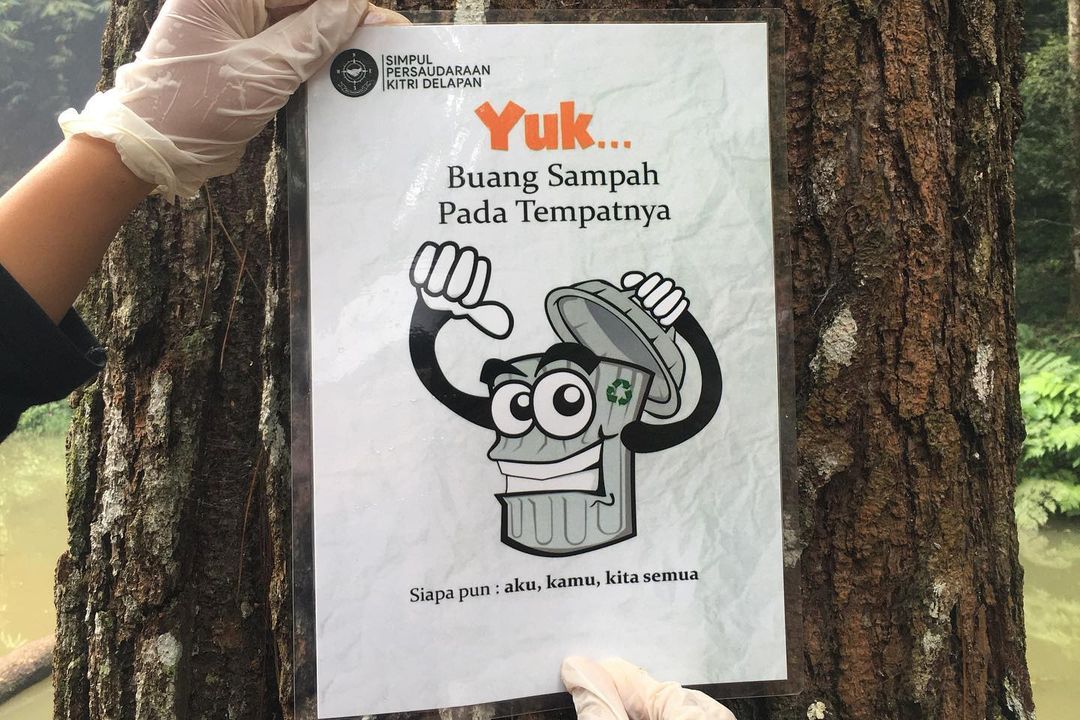 SIMPUL
PERSAUDARAAN
KITRI DELAPAN
Yuk...
Buang Sampah
Pada Tempatnya
Siapa pun : aku, kamu, kita semua